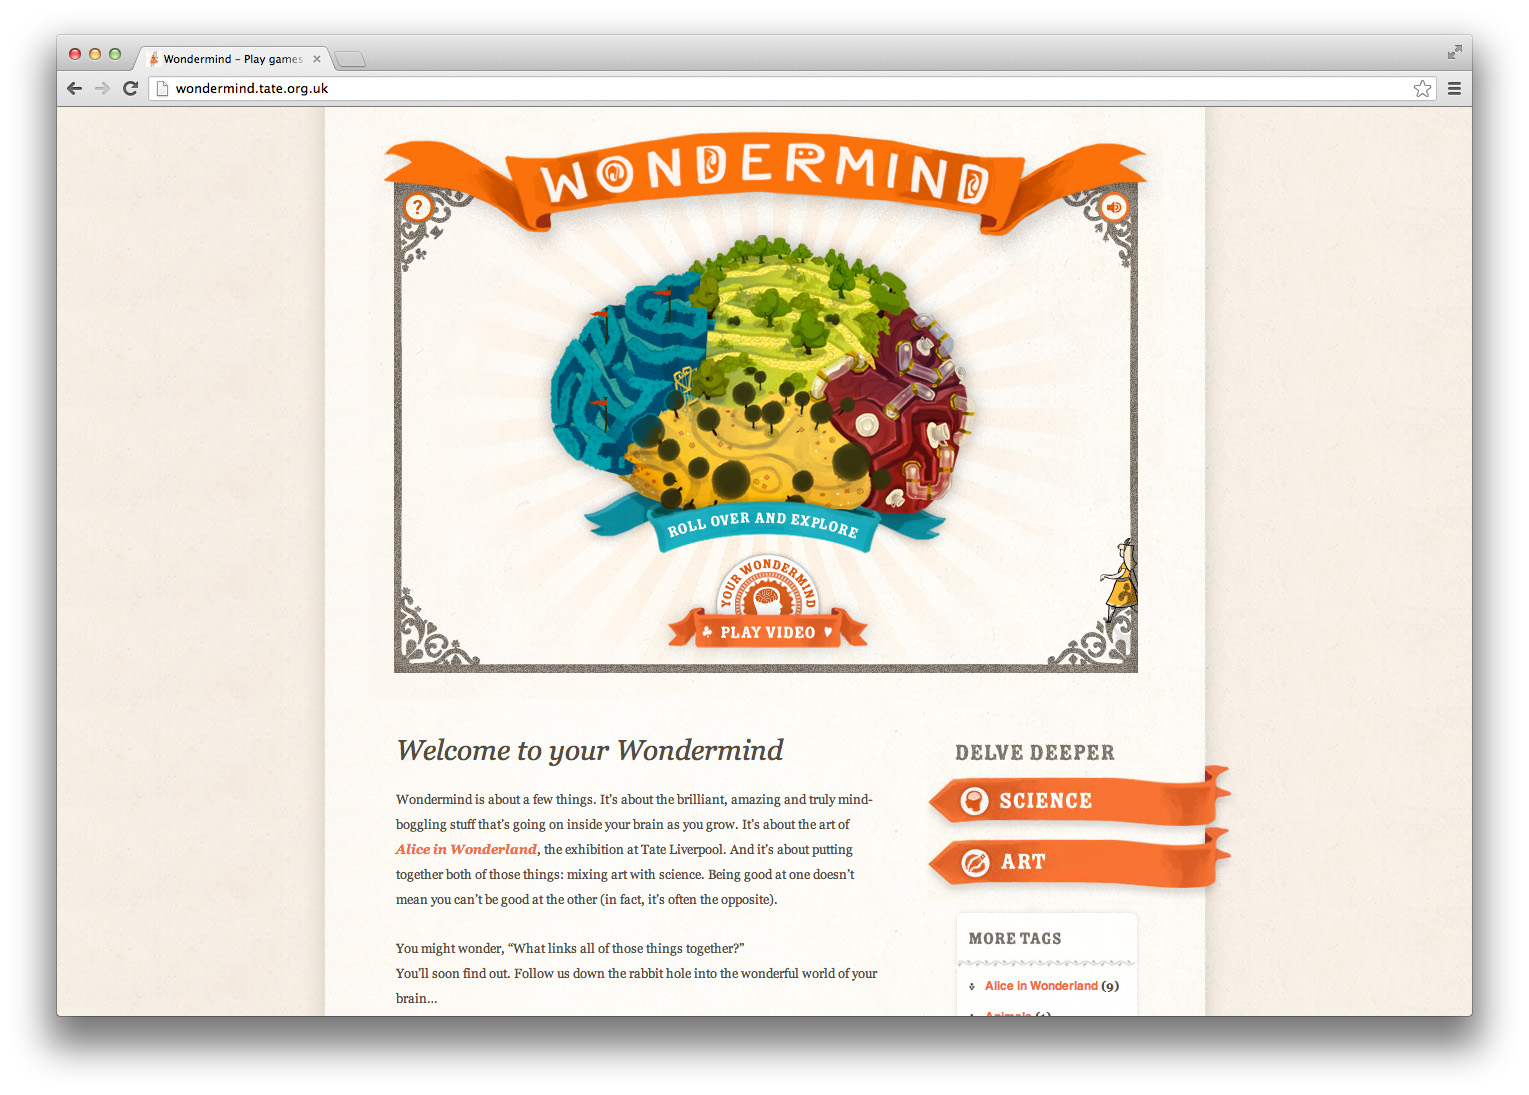 Wondermind – Play games
wondermind.tate.org.uk
WONDERMIND
?
ROLL OVER AND EXPLORE
YOUR WONDERMIND
PLAY VIDEO
Welcome to your Wondermind
Wondermind is about a few things. It's about the brilliant, amazing and truly mind-
boggling stuff that's going on inside your brain as you grow. It's about the art of
Alice in Wonderland, the exhibition at Tate Liverpool. And it's about putting
together both of those things: mixing art with science. Being good at one doesn't
mean you can't be good at the other (in fact, it's often the opposite).
You might wonder, “What links all of those things together?”
You'll soon find out. Follow us down the rabbit hole into the wonderful world of your
brain...
DELVE DEEPER
SCIENCE
ART
MORE TAGS
Alice in Wonderland (9)
Animals (1)